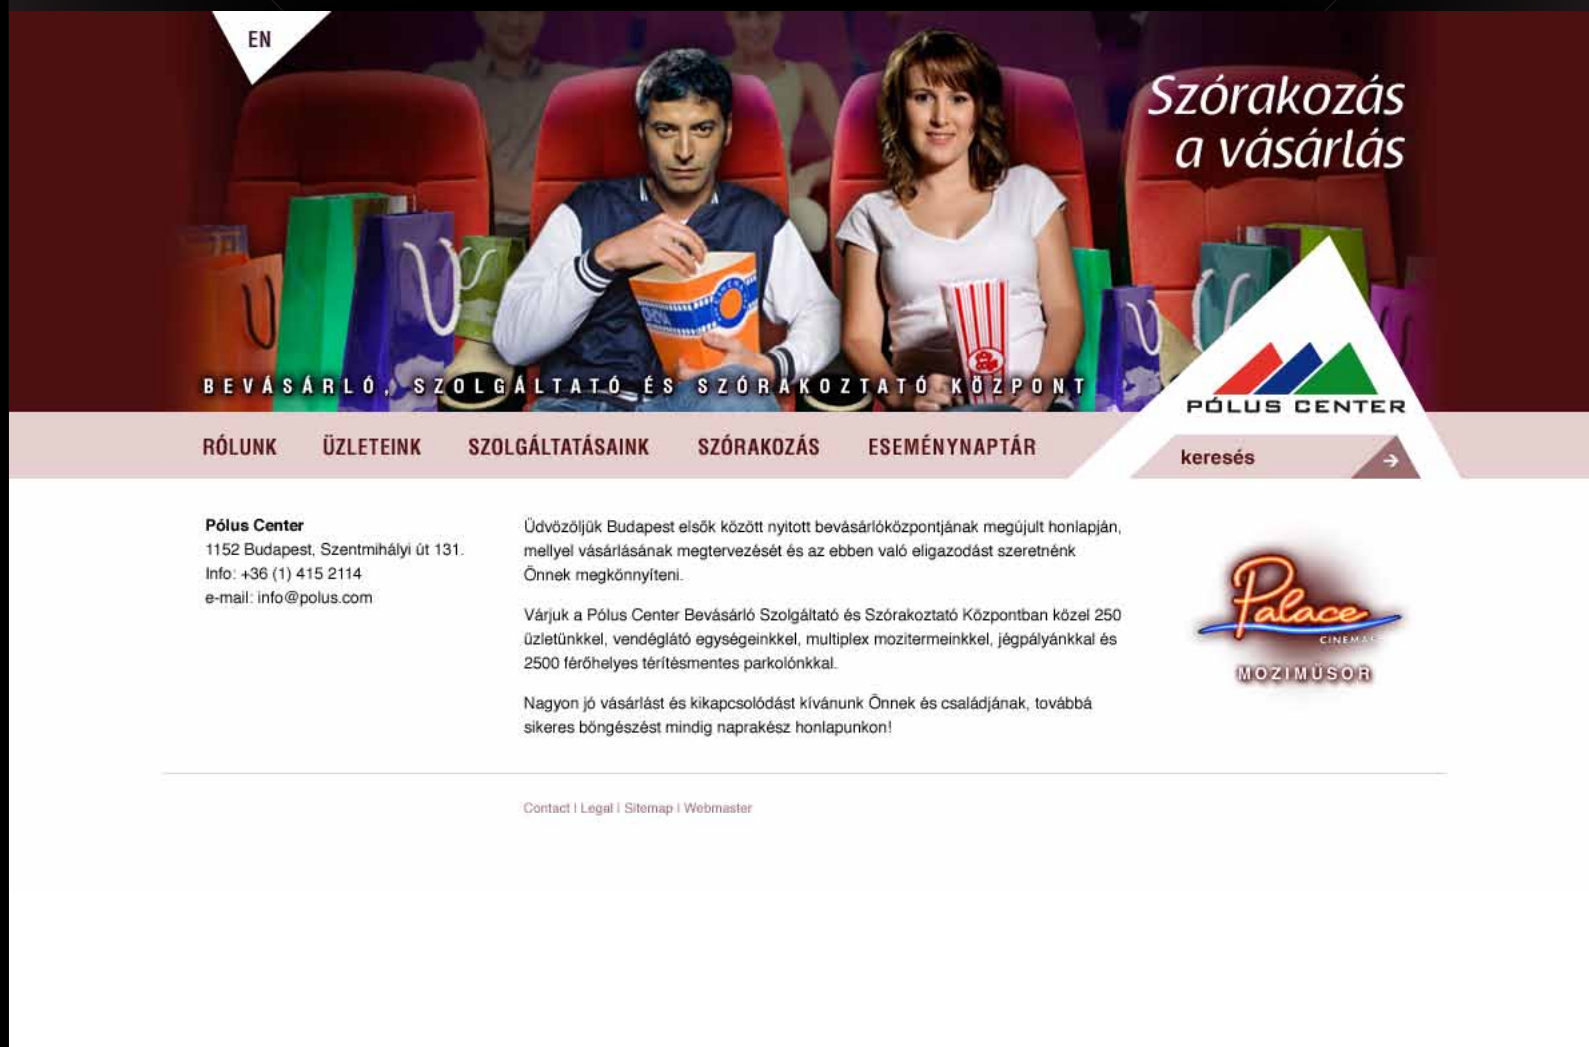 EN
Szórakozás
a vásárlás
BEVÁSÁRLÓ, SZOLGÁLTATÓ ÉS SZÓRAKOZTATÓ KÖZPONT
PÓLUS CENTER
RÓLUNK ÜZLETEINK SZOLGÁLTATÁSAINK SZÓRAKOZÁS ESEMÉNYNAPTÁR
keresés
Pólus Center
1152 Budapest, Szentmihályi út 131.
Info: +36 (1) 415 2114
e-mail: info@polus.com
Üdvözöljük Budapest elsők között nyitott bevásárlóközpontjának megújult honlapján,
mellyel vásárlásának megtervezését és az ebben való eligazodást szeretnénk
Önnek megkönnyíteni.
Várjuk a Pólus Center Bevásárló Szolgáltató és Szórakoztató Központban közel 250
üzletünkkel, vendéglátó egységeinkkel, multiplex mozitermeinkkel, jégpályánkkal és
2500 férőhelyes térítésmentes parkolónkkal.
Nagyon jó vásárlást és kikapcsolódást kívánunk Önnek és családjának, továbbá
sikeres böngészést mindig naprakész honlapunkon!
Palace
CINEMAS
MOZIMŰSOR
Contact | Legal | Sitemap | Webmaster